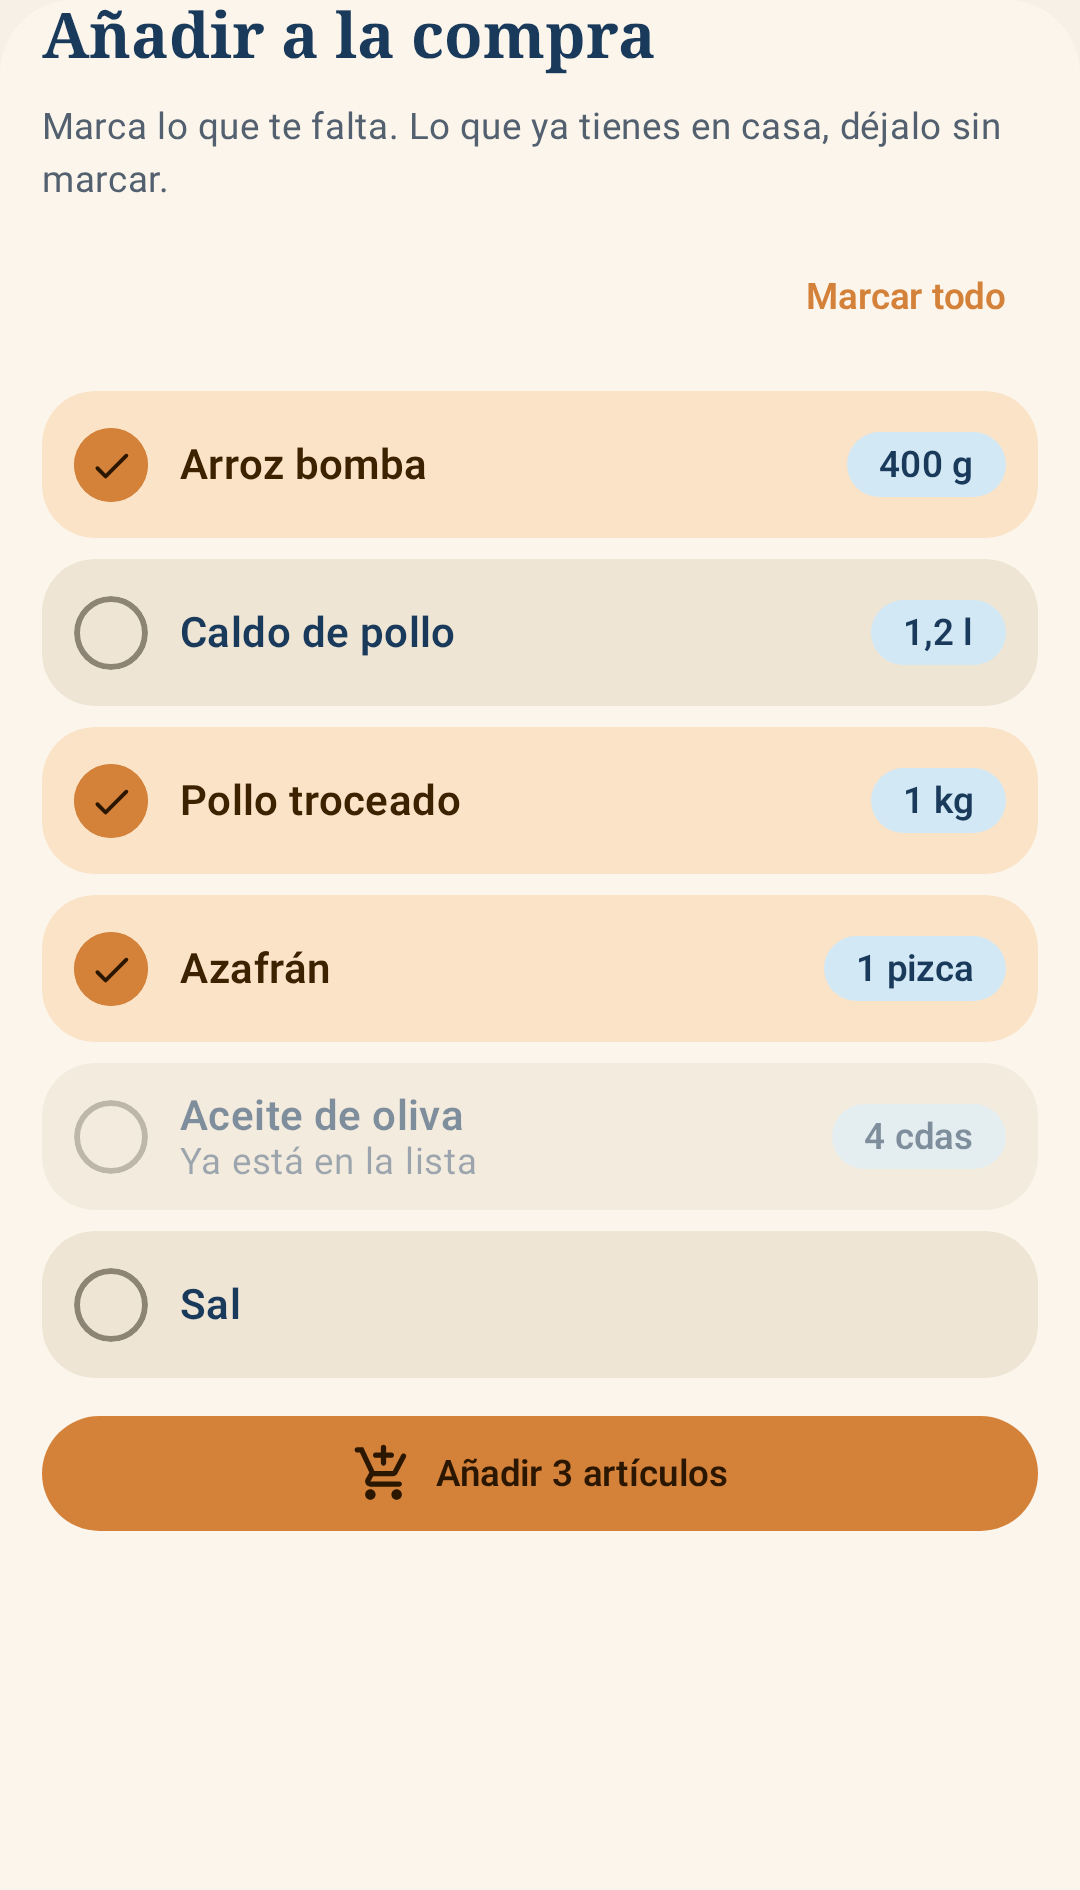 Añadir a la compra
Marca lo que te falta. Lo que ya tienes en casa, déjalo sin
marcar.
Marcar todo
Arroz bomba 400 g
Caldo de pollo 1,2 l
Pollo troceado 1 kg
Azafrán 1 pizca
Aceite de oliva 4 cdas
Ya está en la lista
Sal
Añadir 3 artículos